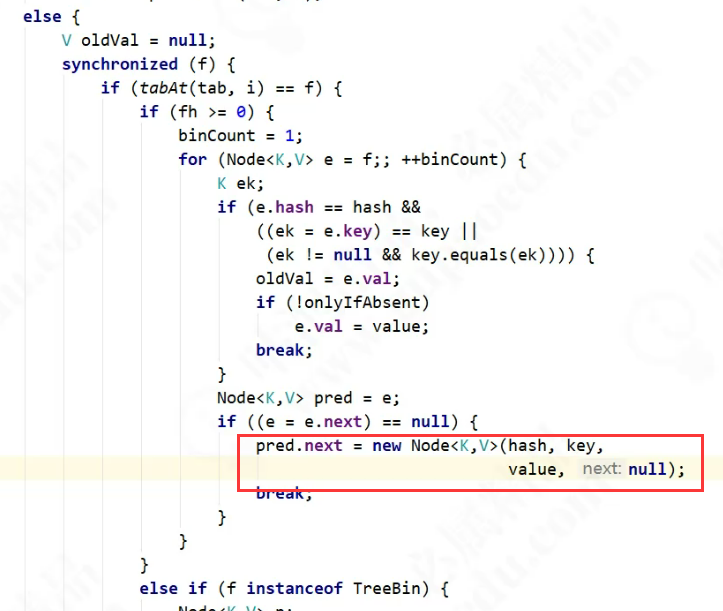 else {
V oldVal = null;
synchronized (f) {
if (tabAt(tab, i) == f) {
if (fh >= 0) {
binCount = 1;
for (Node<K,V> e = f;; ++binCount) {
K ek;
if (e.hash == hash &&
((ek = e.key) == key ||
(ek != null && key.equals(ek)))) {
oldVal = e.val;
if (!onlyIfAbsent)
e.val = value;
break;
}
Node<K,V> pred = e;
if ((e = e.next) == null) {
pred.next = new Node<K,V>(hash, key,
value, next: null);
break;
}
}
}
else if (f instanceof TreeBin) {